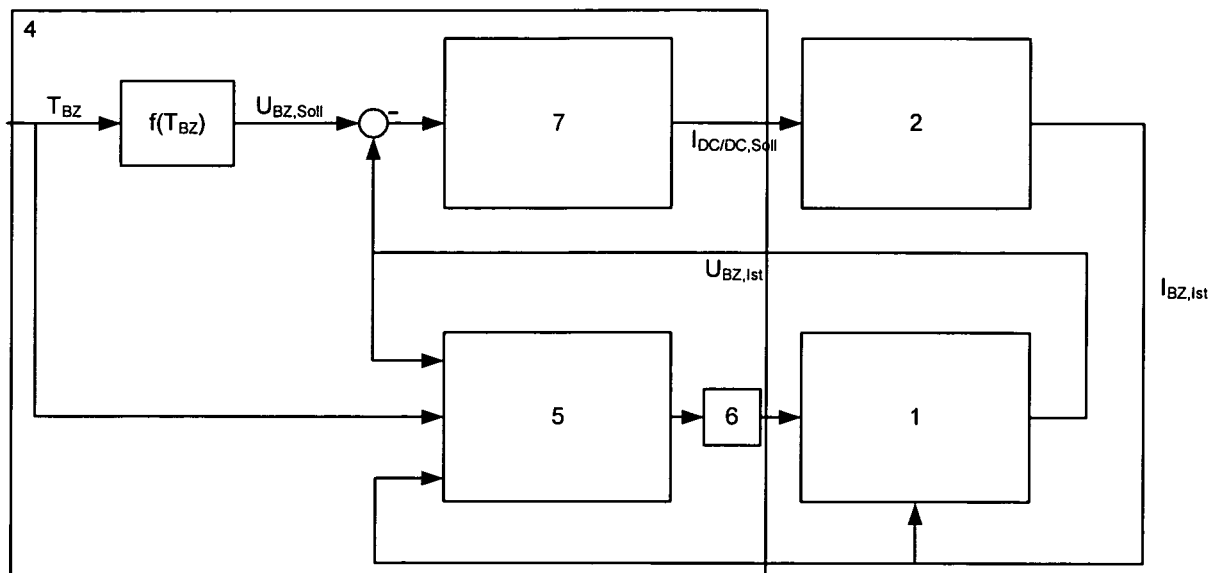 4
T_BZ
f(T_BZ)
U_BZ,Soll
-
7
I_DC/DC,Soll
2
U_BZ,Ist
I_BZ,Ist
5
6
1